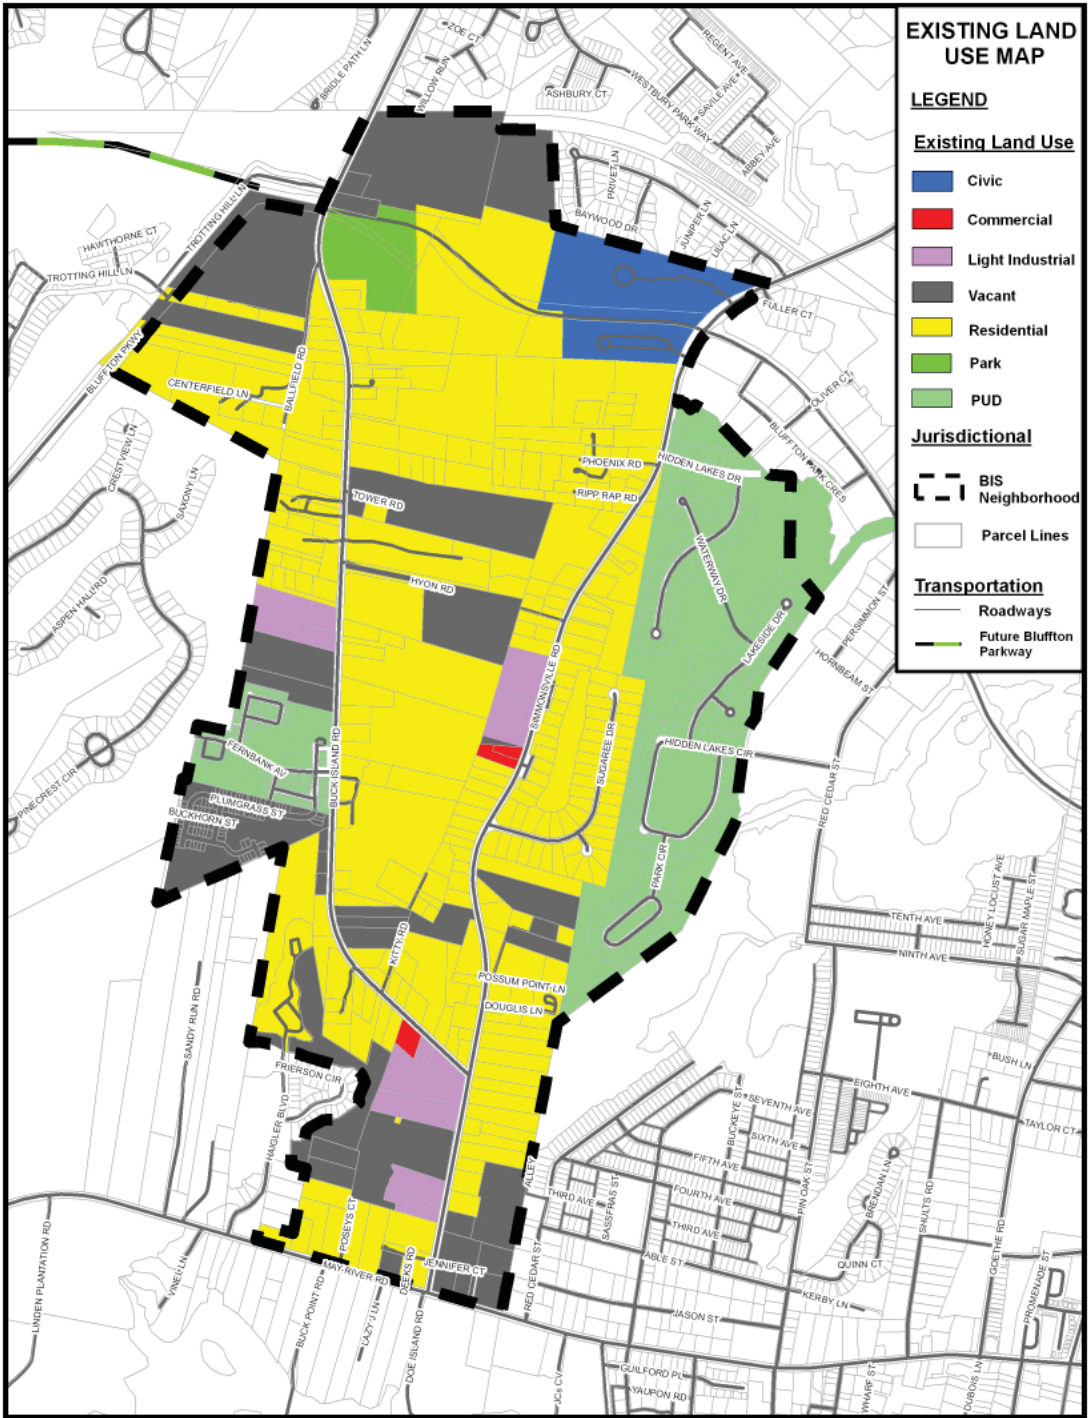 EXISTING LAND
USE MAP
LEGEND
Existing Land Use
Civic
Commercial
Light Industrial
Vacant
Residential
Park
PUD
Jurisdictional
BIS
Neighborhood
Parcel Lines
Transportation
Roadways
Future Bluffton
Parkway
ZOE CT
BRIDLE PATH LN
WILLOW RUN
REGENT AVE
SAVILE AVE
WESTBURY PARK WAY
ASHBURY CT
ABBEY AVE
PRIVET LN
BAYWOOD DR
JUNIPER LN
LILAC LN
TROTTING HILL LN
HAWTHORNE CT
TROTTING HILL LN
FULLER CT
BLUFFTON PKWY
CENTERFIELD LN
BALLFIELD RD
OLIVER CT
BLUFFTON PARK CRES
CRESTVIEW LN
SAXONY LN
PHOENIX RD
HIDDEN LAKES DR
RIPP RAP RD
TOWER RD
WATERWAY DR
HYON RD
ASPEN HALL RD
LAKESIDE DR
PERSIMMON ST
HORNBEAM ST
SIMMONSVILLE RD
SUGAREE DR
HIDDEN LAKES CIR
FERNBANK AV
BUCK ISLAND RD
PINECREST CIR
PLUMGRASS ST
BUCKHORN ST
RED CEDAR ST
PARK CIR
HONEY LOCUST AVE
SUGAR MAPLE ST
TENTH AVE
NINTH AVE
KITTY RD
POSSUM POINT LN
DOUGLIS LN
SANDY RUN RD
FRIERSON CIR
HAIGLER BLVD
BUSH LN
EIGHTH AVE
SEVENTH AVE
BUCKEYE ST
TAYLOR CT
SIXTH AVE
FIFTH AVE
ALLEY
THIRD AVE
SASSFRAS ST
FOURTH AVE
PIN OAK ST
BRENDAN LN
SHULTS RD
THIRD AVE
GOETHE RD
POSEYS CT
ABLE ST
QUINN CT
LINDEN PLANTATION RD
VINELL LN
MAY RIVER RD
DEEKS RD
JENNIFER CT
RED CEDAR ST
KERBY LN
PROMENADE ST
BUCK POINT RD
LAZY J LN
DOE ISLAND RD
JASON ST
GUILFORD PL
YAUPON RD
JCs CV
WHARF ST
DUBOIS LN